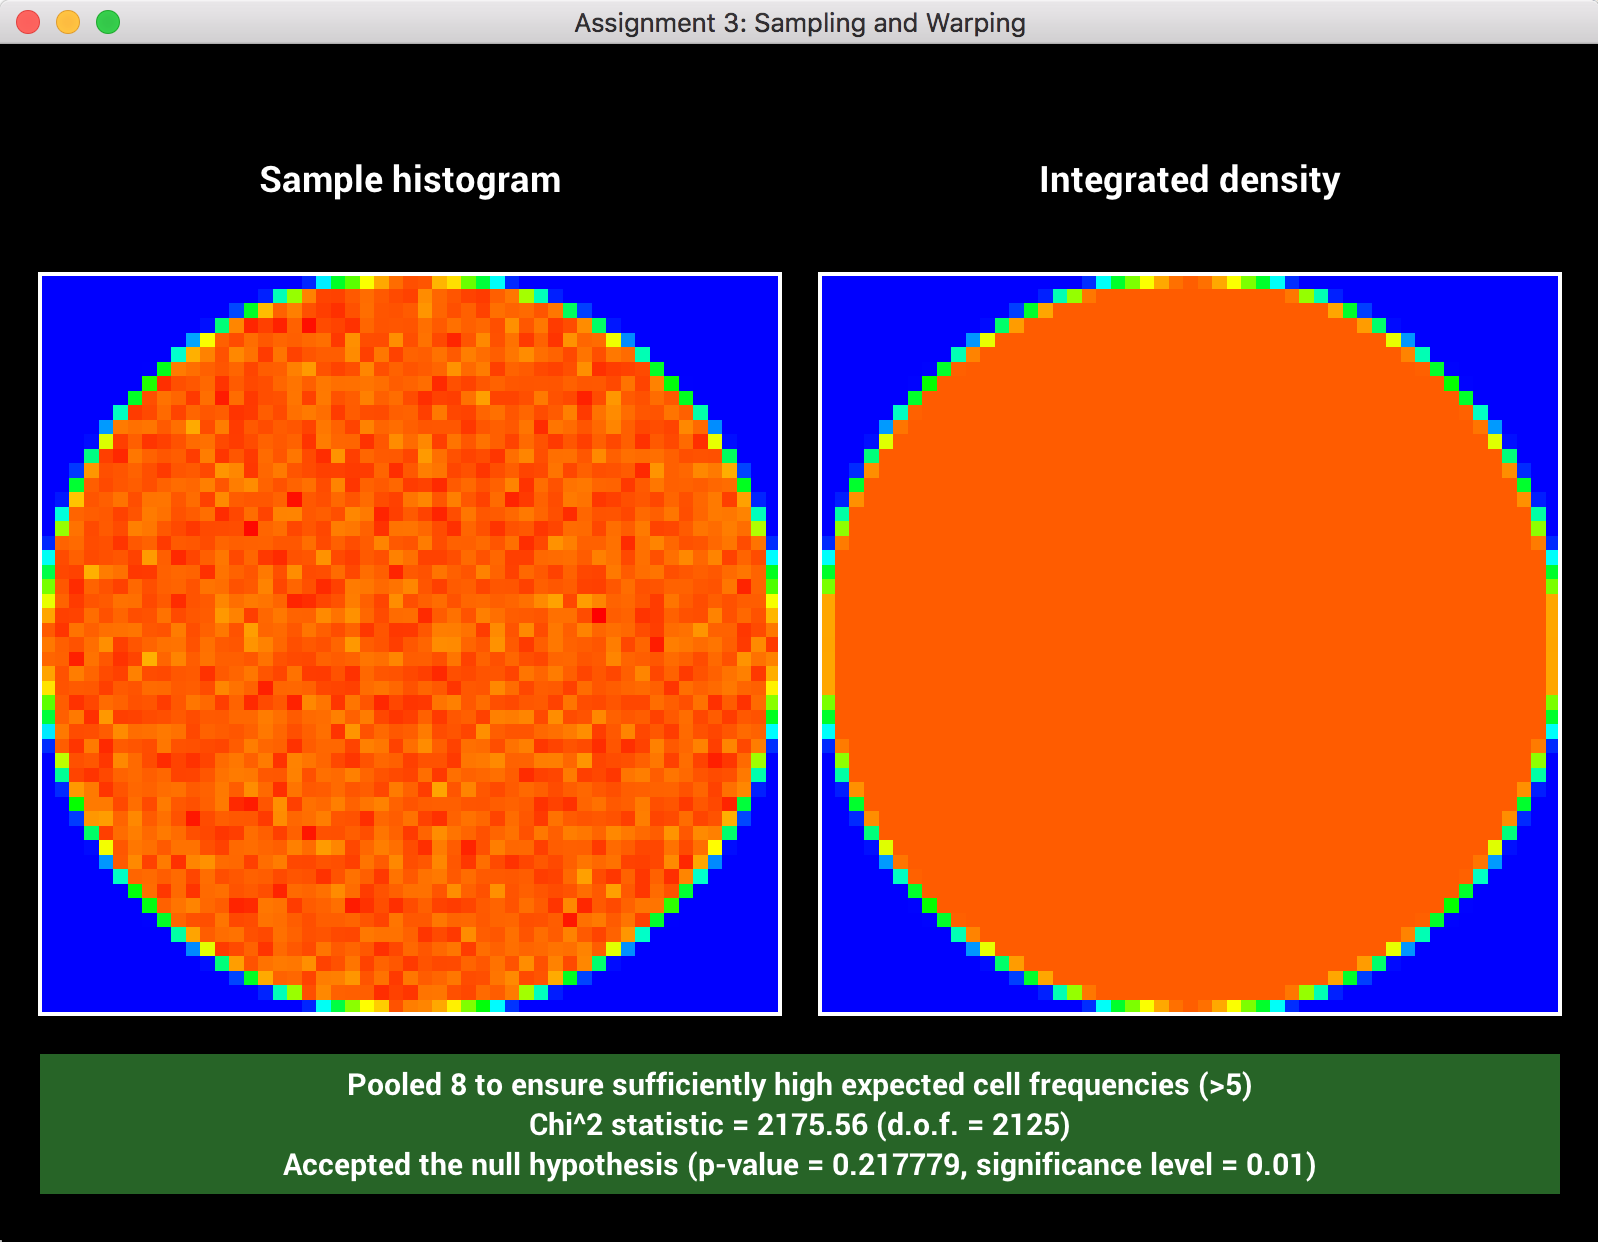 Assignment 3: Sampling and Warping
Sample histogram
Integrated density
Pooled 8 to ensure sufficiently high expected cell frequencies (>5)
Chi^2 statistic = 2175.56 (d.o.f. = 2125)
Accepted the null hypothesis (p-value = 0.217779, significance level = 0.01)